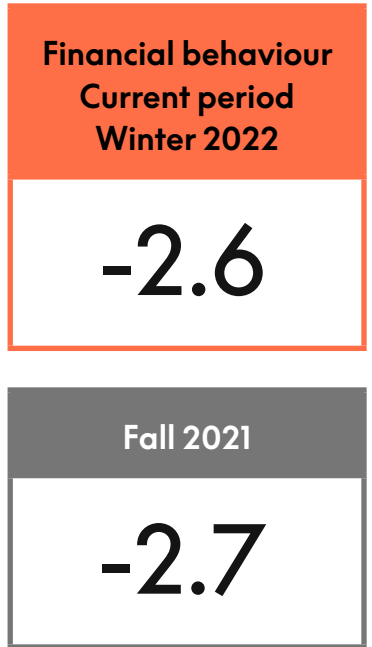 Financial behaviour
Current period
Winter 2022
-2.6
Fall 2021
-2.7